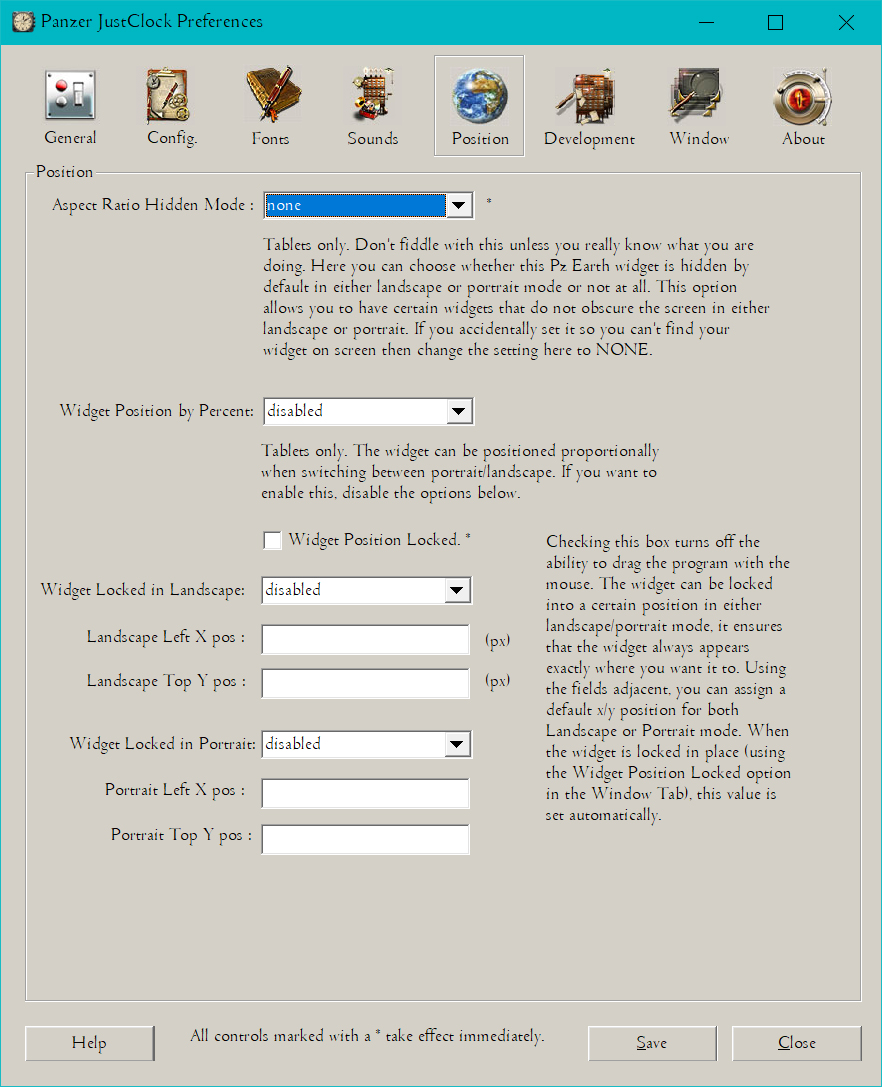 Panzer JustClock Preferences
General
Config.
Fonts
Sounds
Position
Development
Window
About
Position
Aspect Ratio Hidden Mode :
none
*
Tablets only. Don't fiddle with this unless you really know what you are
doing. Here you can choose whether this Pz Earth widget is hidden by
default in either landscape or portrait mode or not at all. This option
allows you to have certain widgets that do not obscure the screen in either
landscape or portrait. If you accidentally set it so you can't find your
widget on screen then change the setting here to NONE.
Widget Position by Percent:
disabled
Tablets only. The widget can be positioned proportionally
when switching between portrait/landscape. If you want to
enable this, disable the options below.
Widget Position Locked. *
Widget Locked in Landscape:
disabled
Landscape Left X pos :
(px)
Landscape Top Y pos :
(px)
Widget Locked in Portrait:
disabled
Portrait Left X pos :
Portrait Top Y pos :
Checking this box turns off the
ability to drag the program with the
mouse. The widget can be locked
into a certain position in either
landscape/portrait mode, it ensures
that the widget always appears
exactly where you want it to. Using
the fields adjacent, you can assign a
default x/y position for both
Landscape or Portrait mode. When
the widget is locked in place (using
the Widget Position Locked option
in the Window Tab), this value is
set automatically.
Help
All controls marked with a * take effect immediately.
Save
Close